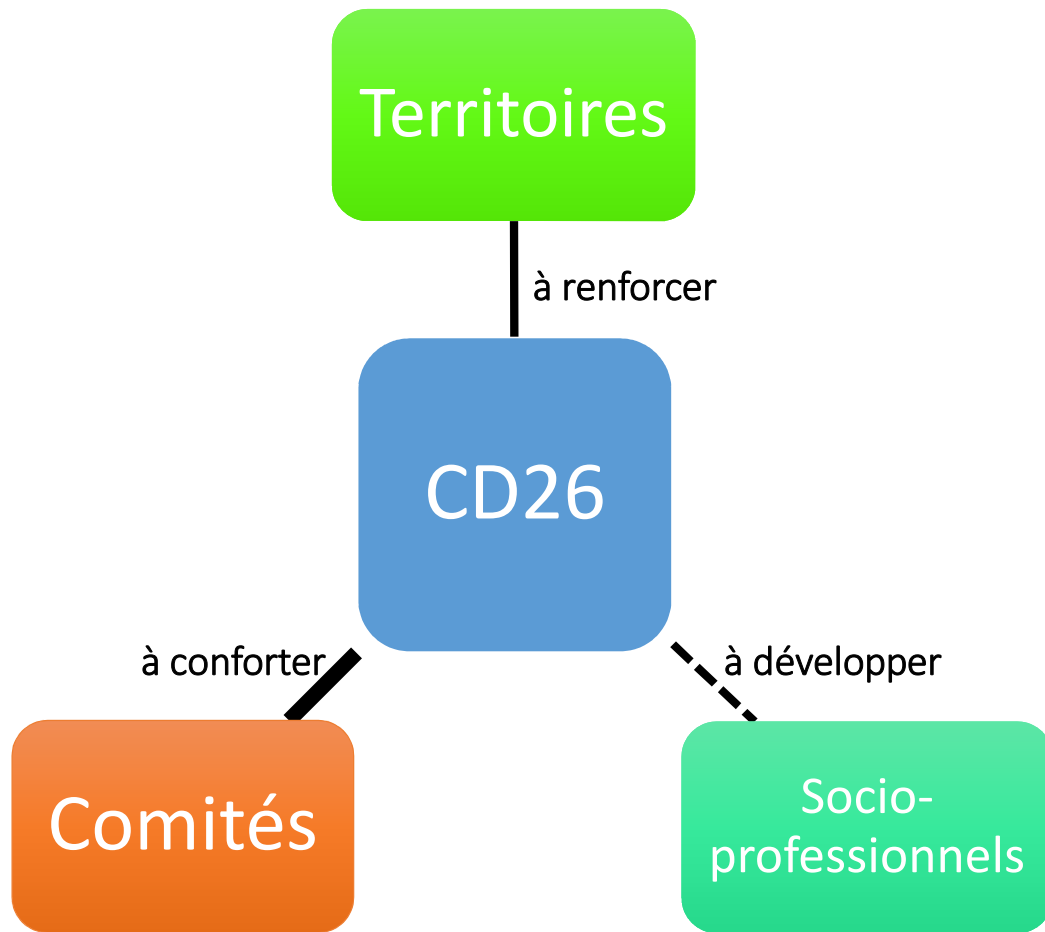 Territoires
à renforcer
CD26
à conforter
à développer
Comités
Socio-
professionnels